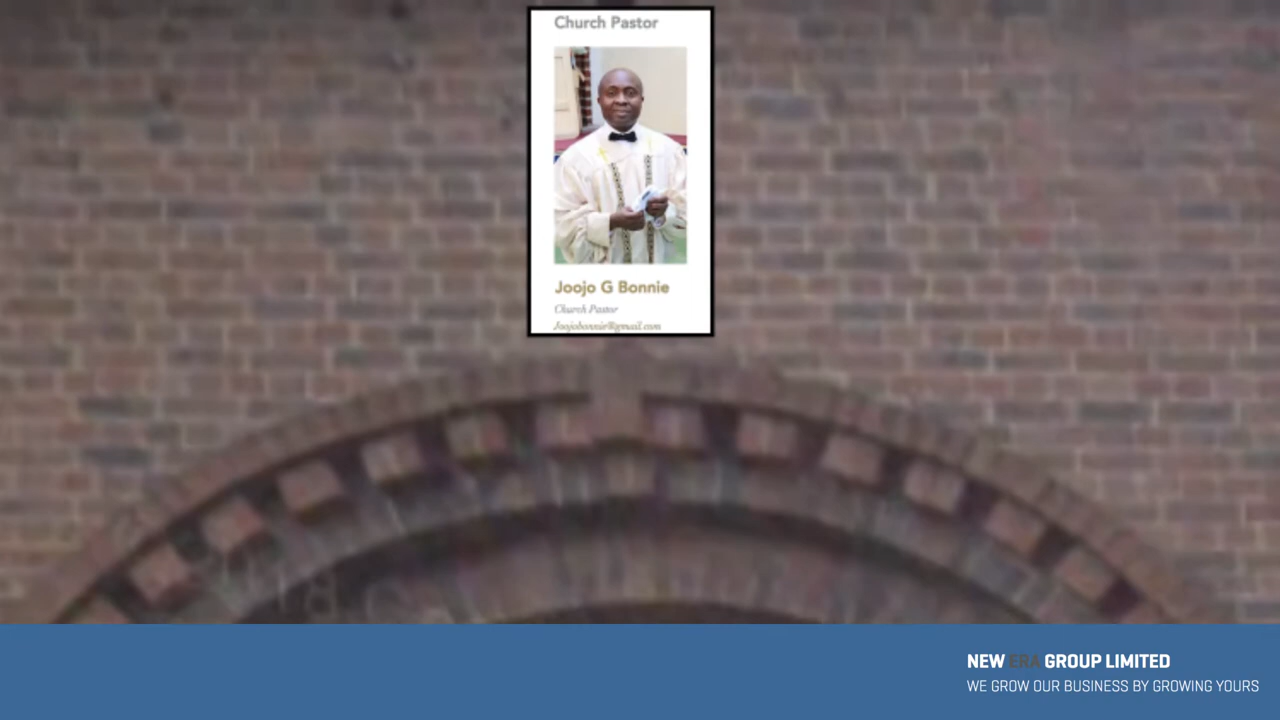 Church Pastor
Joojo G Bonnie
Church Pastor
Joojobonnie@gmail.com
NEW ERA GROUP LIMITED
WE GROW OUR BUSINESS BY GROWING YOURS